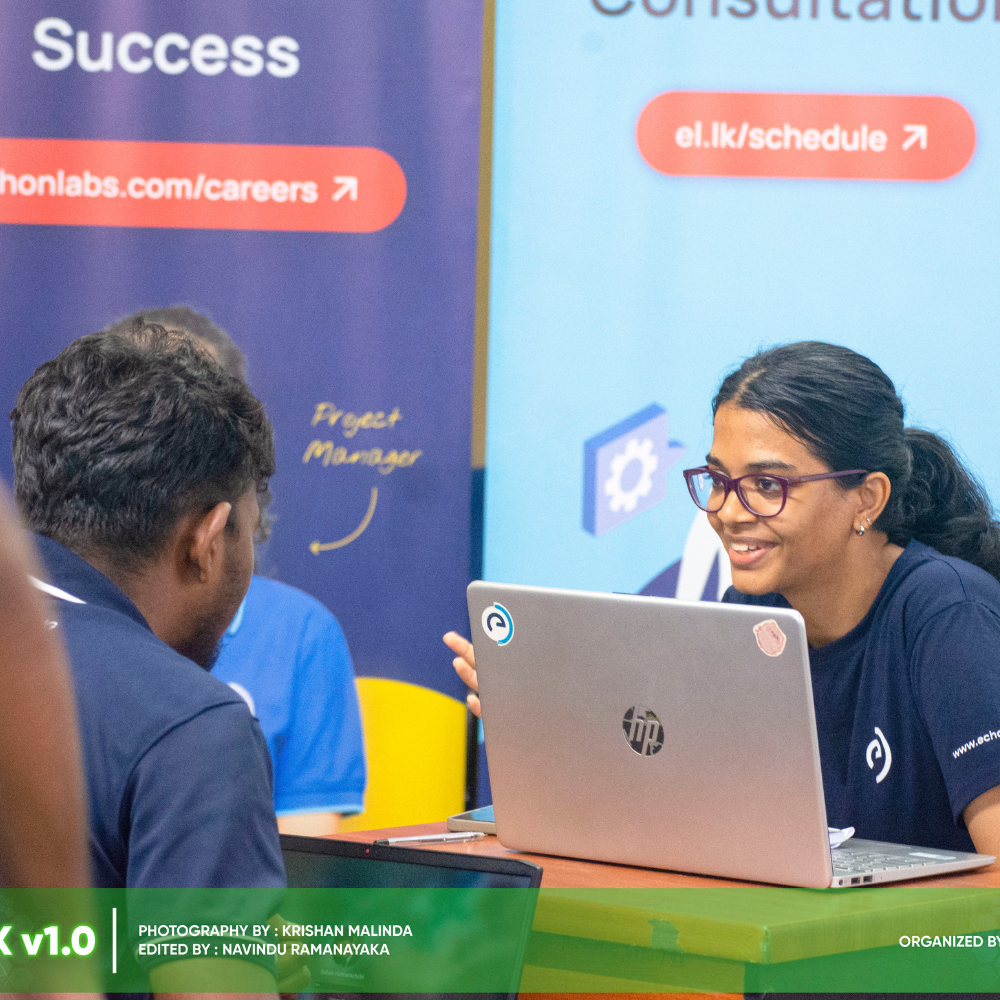 Success
honlabs.com/careers
Consultation
el.lk/schedule
Project
Manager
hp
e
www.echo
X v1.0
PHOTOGRAPHY BY : KRISHAN MALINDA
EDITED BY : NAVINDU RAMANAYAKA
ORGANIZED BY